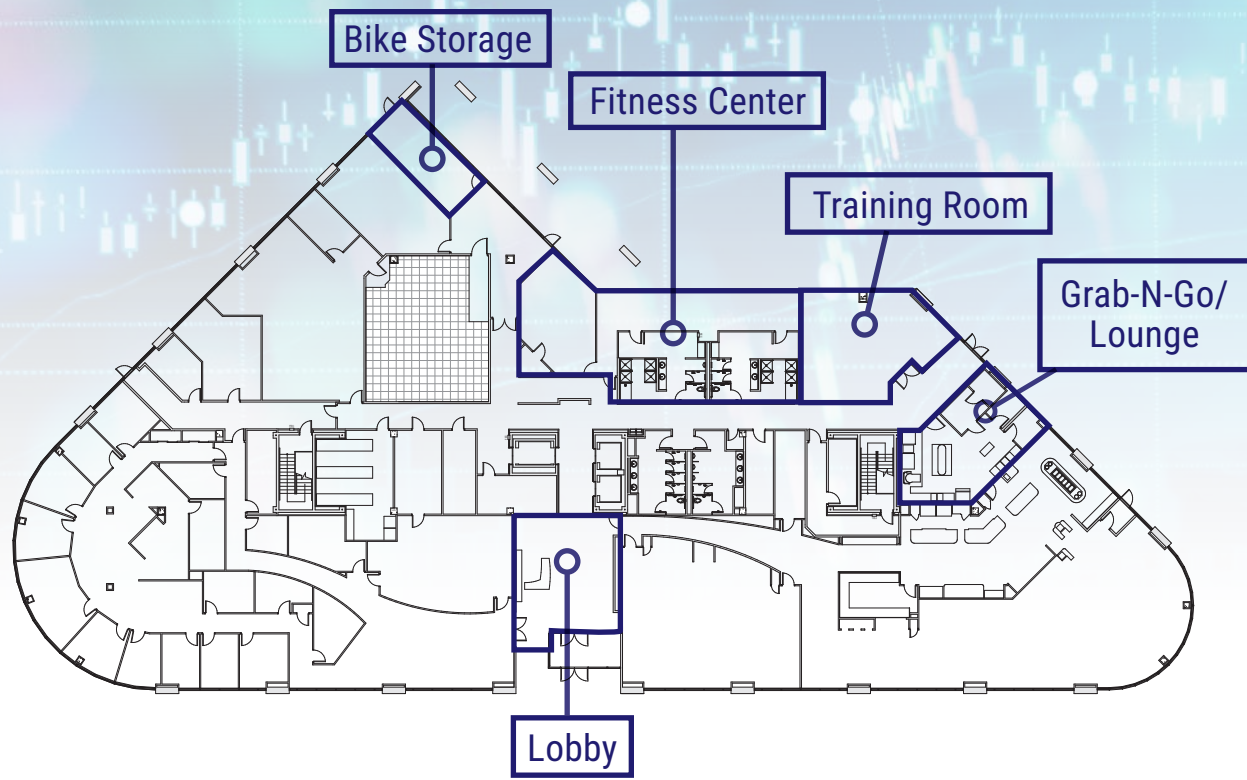 Bike Storage
Fitness Center
Training Room
Grab-N-Go/
Lounge
Lobby